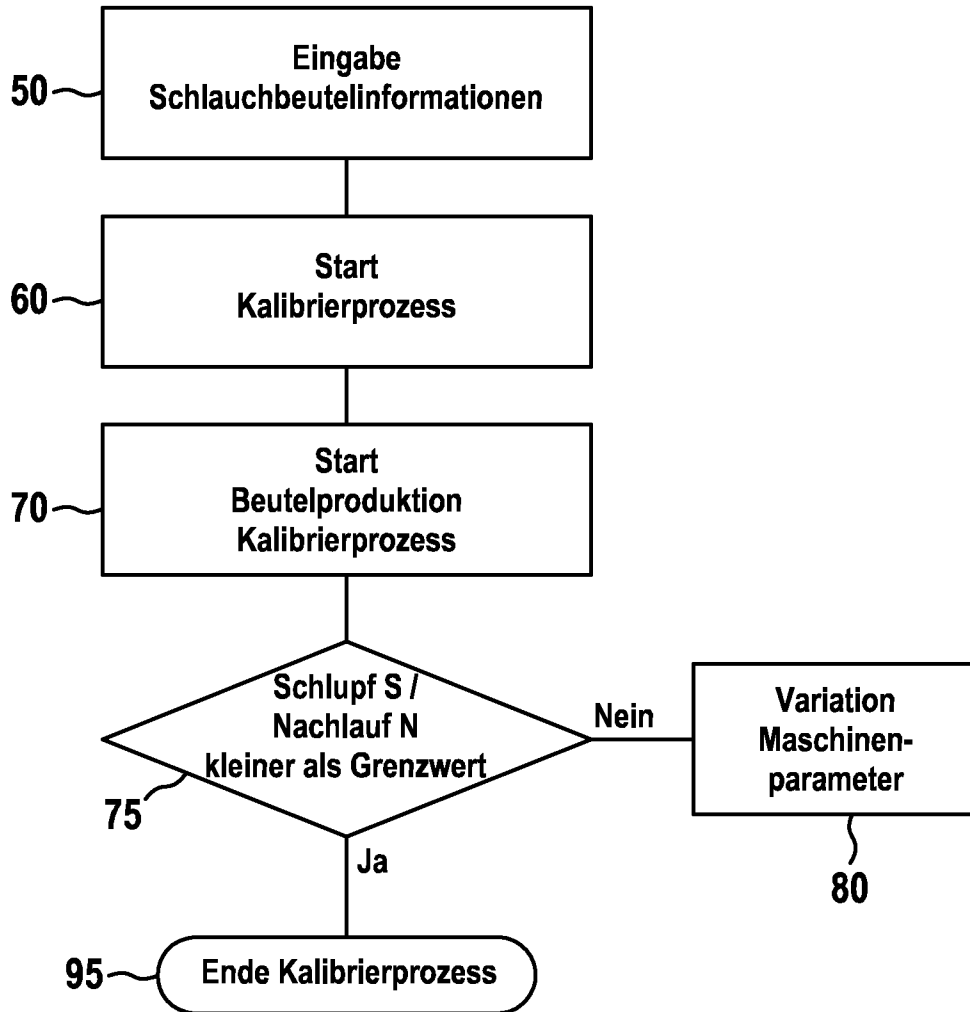 Eingabe
50
Schlauchbeutelinformationen
Start
60
Kalibrierprozess
Start
70
Beutelproduktion
Kalibrierprozess
Schlupf S /
Nachlauf N
kleiner als Grenzwert
75
Nein
Variation
Maschinen-
parameter
80
Ja
95
Ende Kalibrierprozess